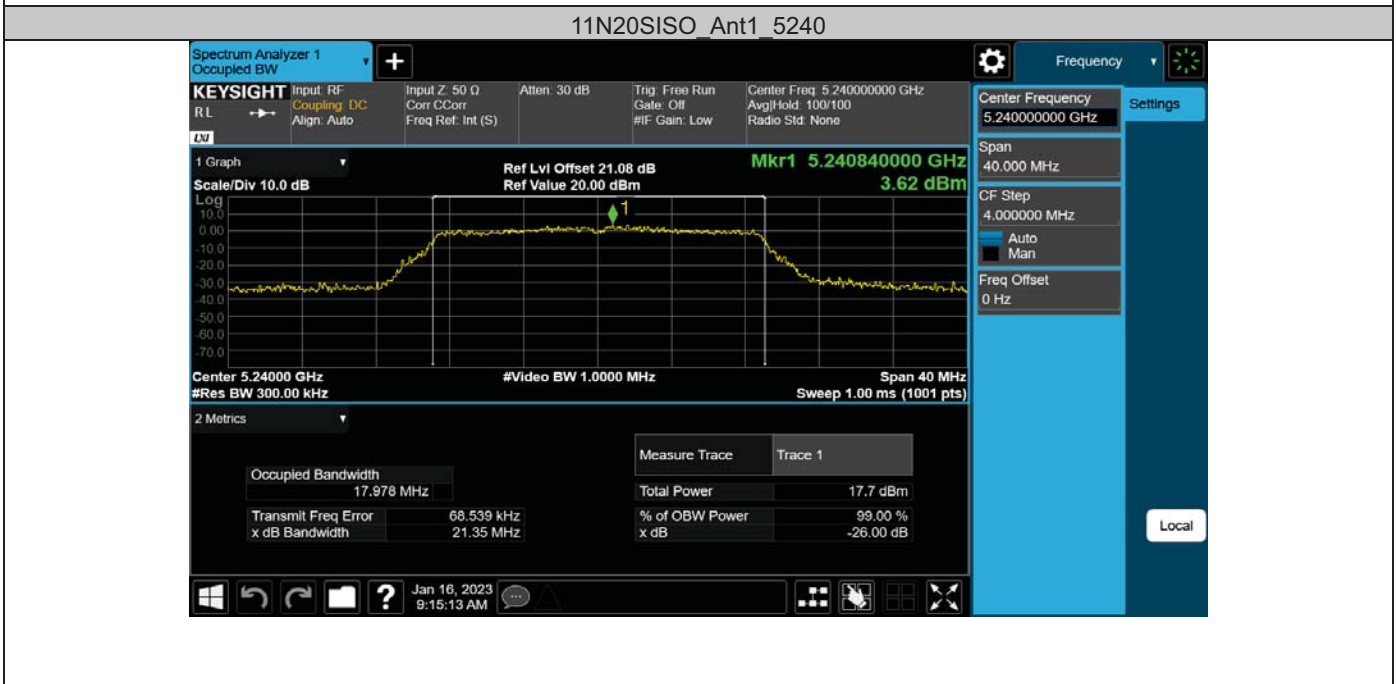 11N20SISO_Ant1_5240
Spectrum Analyzer 1
Occupied BW
Frequency
KEYSIGHT
R L
LXI
Input: RF
Coupling: DC
Align: Auto
Input Z: 50 Ω
Corr CCorr
Freq Ref: Int (S)
Atten: 30 dB
Trig: Free Run
Gate: Off
#IF Gain: Low
Center Freq: 5.240000000 GHz
Avg|Hold: 100/100
Radio Std: None
Center Frequency
5.240000000 GHz
Settings
Span
40.000 MHz
CF Step
4.000000 MHz
Auto
Man
Freq Offset
0 Hz
Local
1 Graph
Scale/Div 10.0 dB
Ref Lvl Offset 21.08 dB
Ref Value 20.00 dBm
Mkr1 5.240840000 GHz
3.62 dBm
Log
10.0
0.00
-10.0
-20.0
-30.0
-40.0
-50.0
-60.0
-70.0
1
Center 5.24000 GHz
#Res BW 300.00 kHz
#Video BW 1.0000 MHz
Span 40 MHz
Sweep 1.00 ms (1001 pts)
2 Metrics
Measure Trace Trace 1
Occupied Bandwidth
17.978 MHz
Total Power 17.7 dBm
Transmit Freq Error 68.539 kHz
% of OBW Power 99.00 %
x dB Bandwidth 21.35 MHz
x dB -26.00 dB
?
Jan 16, 2023
9:15:13 AM